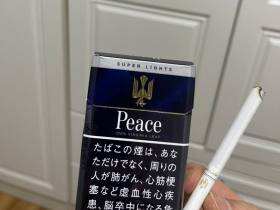 SUPER LIGHTS
Peace
たばこの煙は、あな
ただけでなく、周りの
人が肺がん、心筋梗
塞など虚血性心疾
患、脳卒中になる危